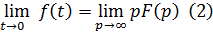 lim f(t) = lim pF(p) (2)
t→0 p→∞